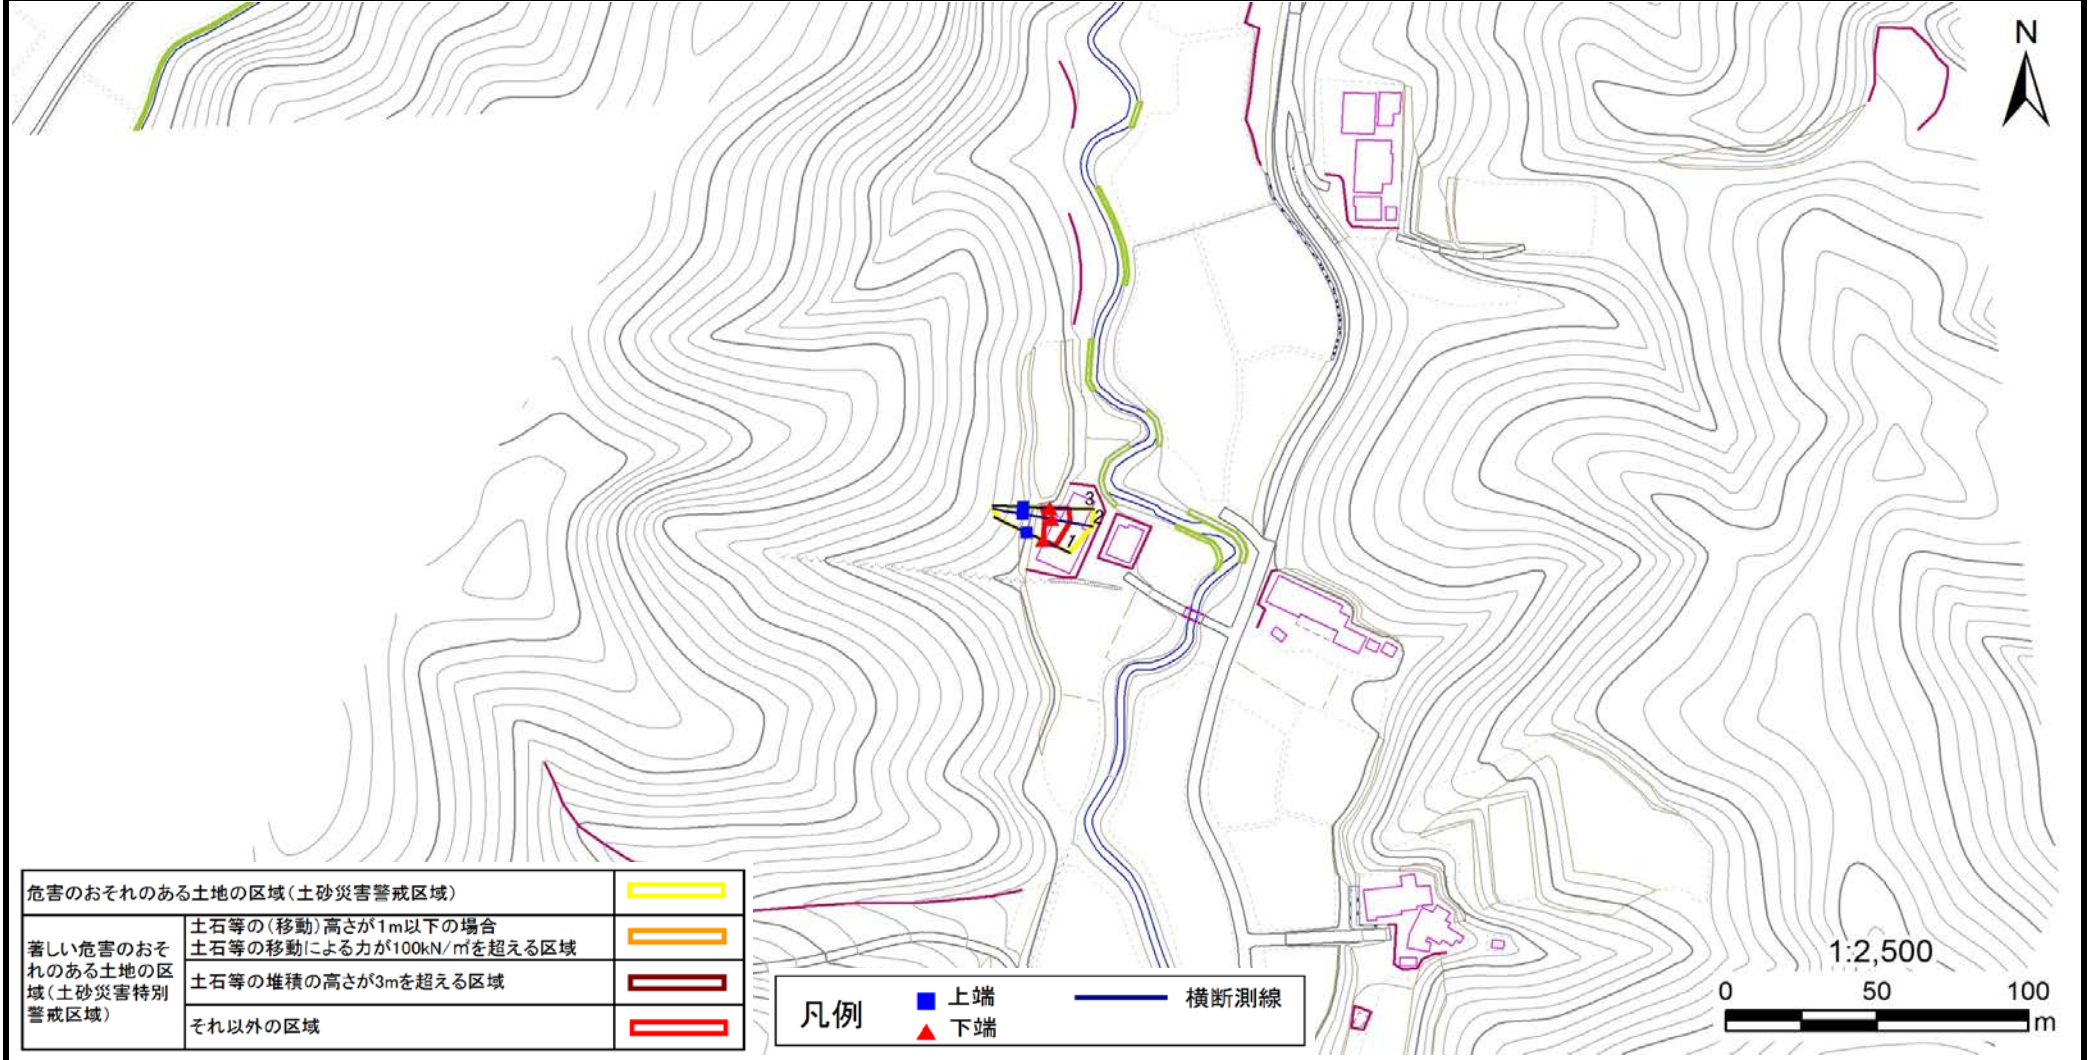 N
3
2
1
危害のおそれのある土地の区域(土砂災害警戒区域)
著しい危害のおそ
れのある土地の区
域(土砂災害特別
警戒区域)
土石等の(移動)高さが1m以下の場合
土石等の移動による力が100kN/㎡を超える区域
土石等の堆積の高さが3mを超える区域
それ以外の区域
凡例
上端
下端
横断測線
1:2,500
0 50 100
m